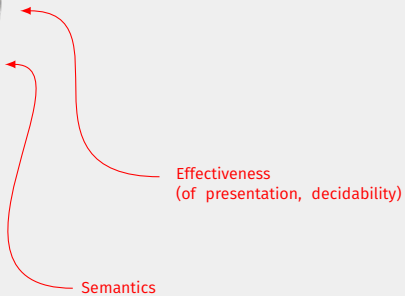 Effectiveness
(of presentation, decidability)
Semantics